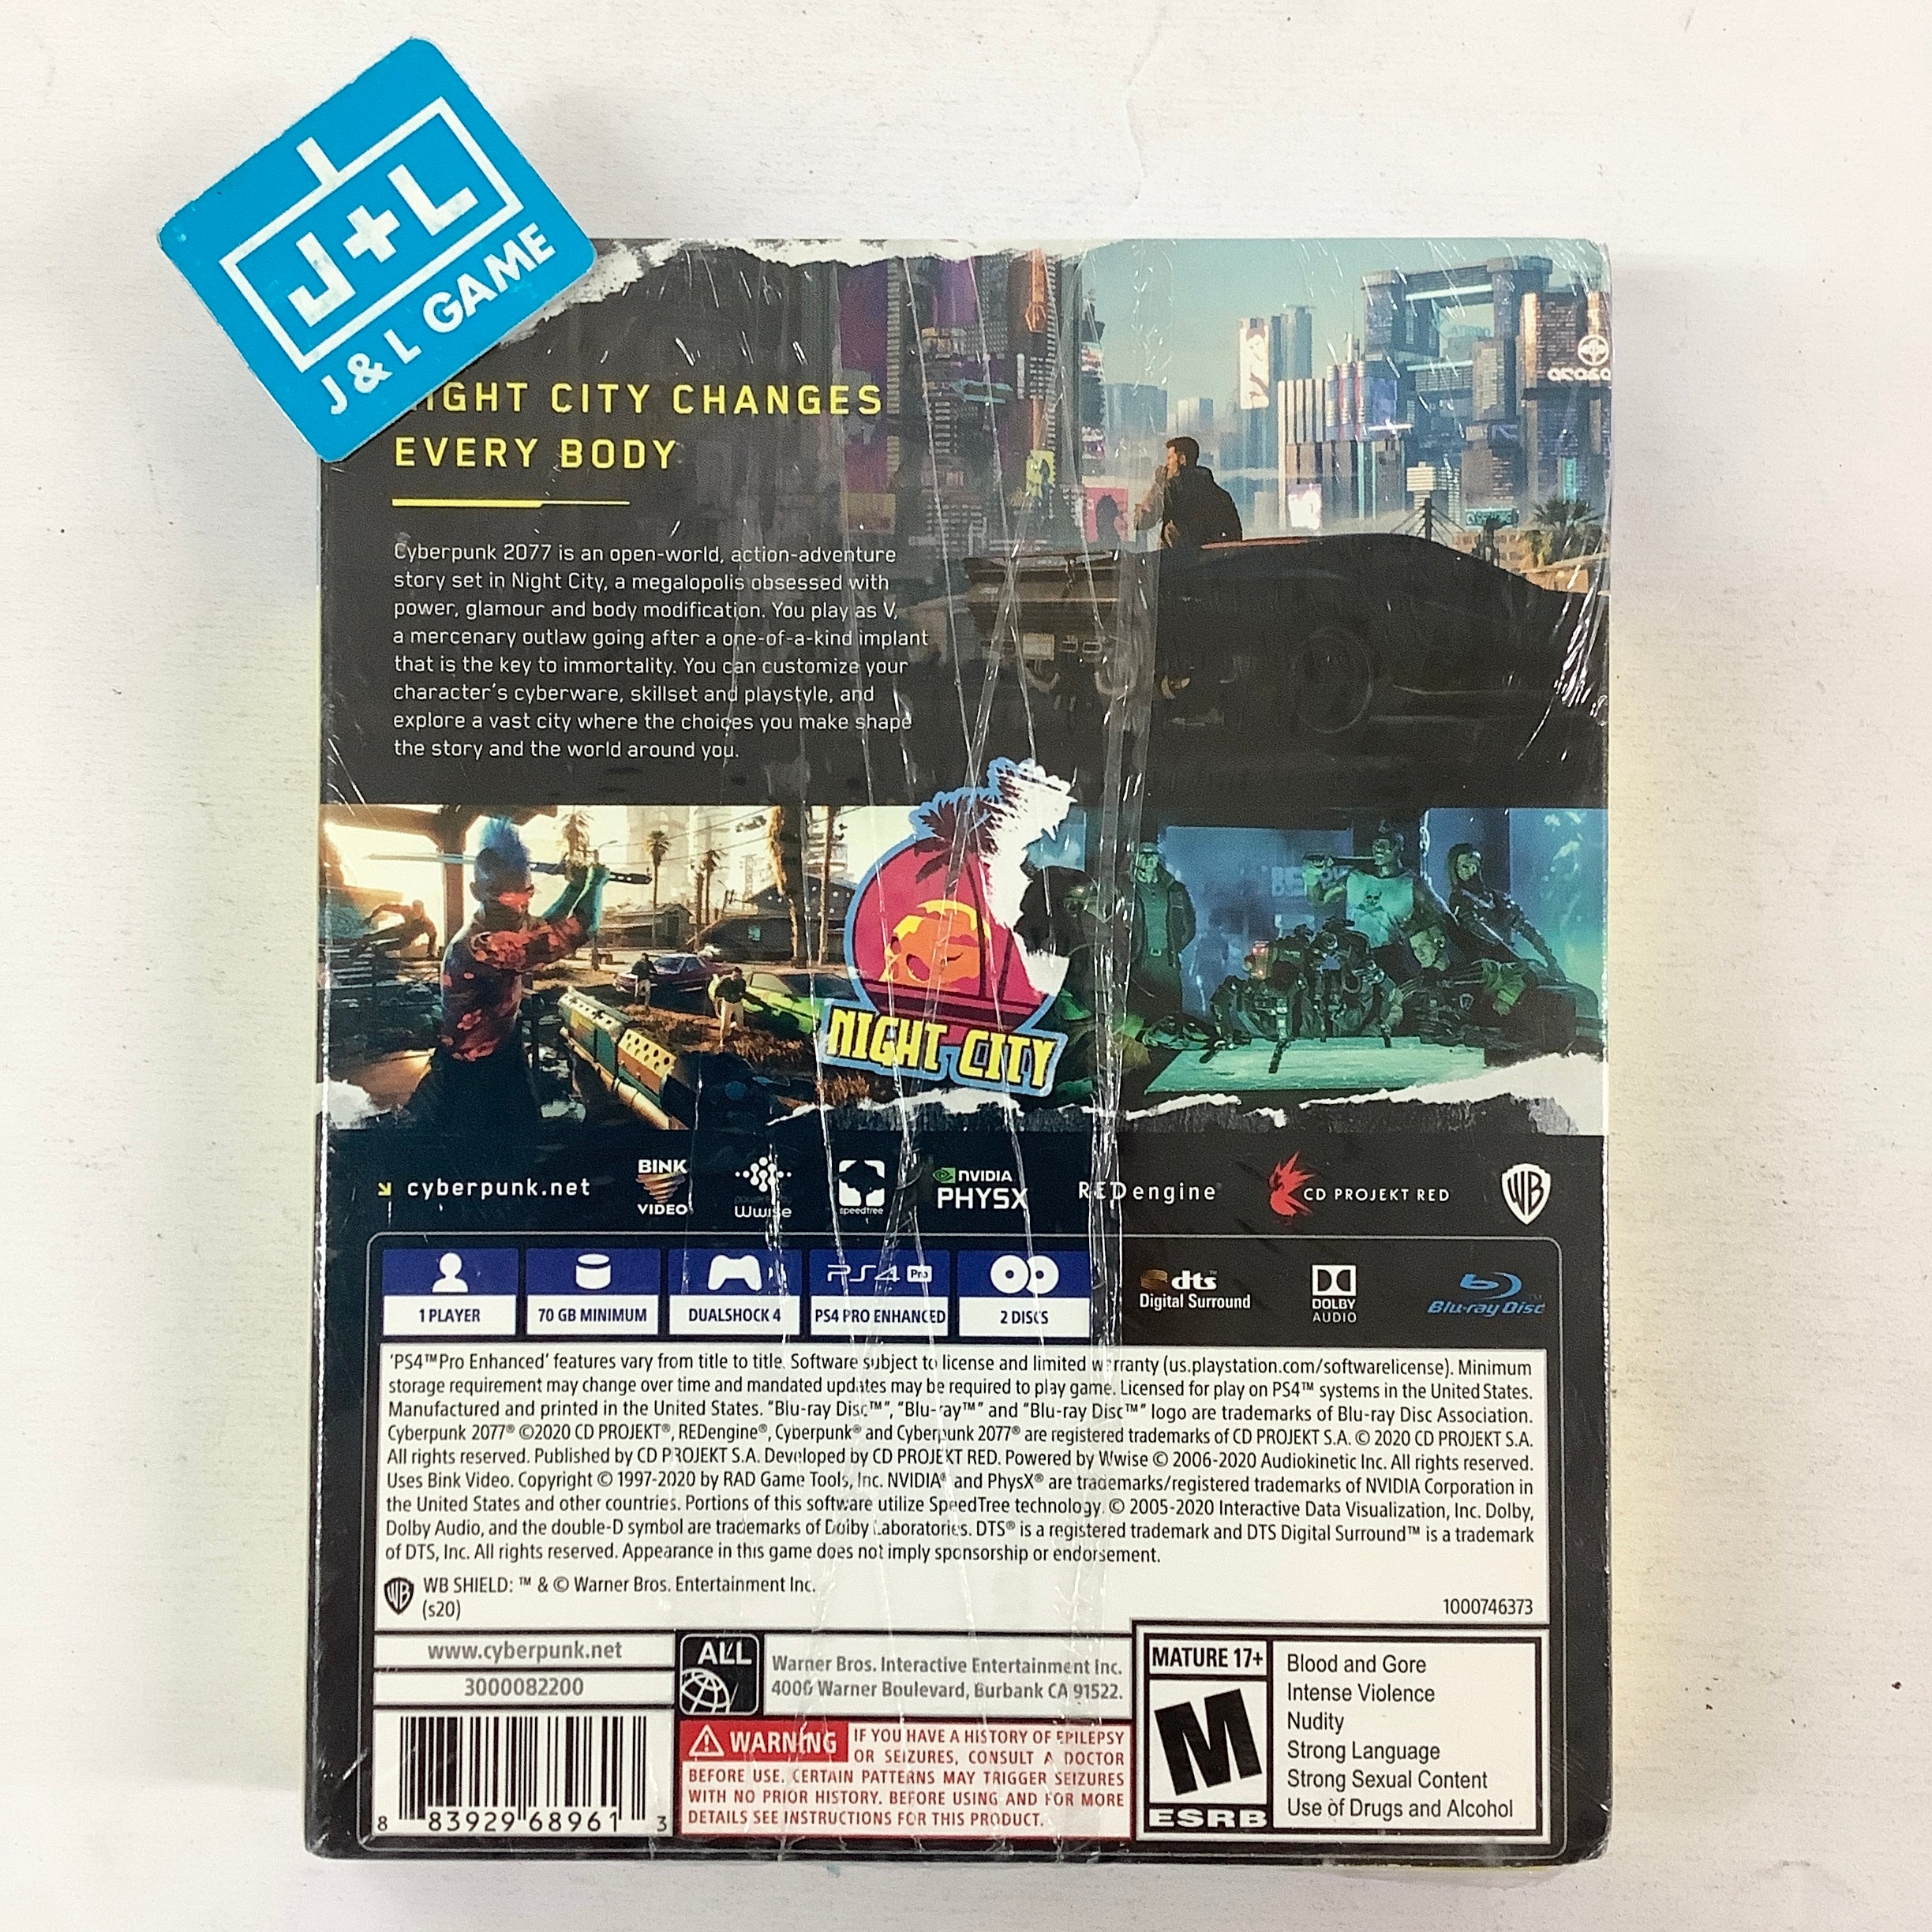 J+L
J & L GAME
NIGHT CITY CHANGES
EVERY BODY
Cyberpunk 2077 is an open-world, action-adventure
story set in Night City, a megalopolis obsessed with
power, glamour and body modification. You play as V,
a mercenary outlaw going after a one-of-a-kind implant
that is the key to immortality. You can customize your
character's cyberware, skillset and playstyle, and
explore a vast city where the choices you make shape
the story and the world around you.
NIGHT CITY
cyberpunk.net
BINK
VIDEO
powered by
Wwise
speedtree
NVIDIA
PHYSX
REDengine
CD PROJEKT RED
WB
PS4 Pro
1 PLAYER
70 GB MINIMUM
DUALSHOCK 4
PS4 PRO ENHANCED
2 DISCS
dts
Digital Surround
DOLBY
AUDIO
Blu-ray Disc
'PS4™Pro Enhanced' features vary from title to title. Software subject to license and limited warranty (us.playstation.com/softwarelicense). Minimum
storage requirement may change over time and mandated updates may be required to play game. Licensed for play on PS4™ systems in the United States.
Manufactured and printed in the United States. "Blu-ray Disc™", "Blu-ray™" and "Blu-ray Disc™" logo are trademarks of Blu-ray Disc Association.
Cyberpunk 2077® ©2020 CD PROJEKT®, REDengine®, Cyberpunk® and Cyberpunk 2077® are registered trademarks of CD PROJEKT S.A. © 2020 CD PROJEKT S.A.
All rights reserved. Published by CD PROJEKT S.A. Developed by CD PROJEKT RED. Powered by Wwise © 2006-2020 Audiokinetic Inc. All rights reserved.
Uses Bink Video. Copyright © 1997-2020 by RAD Game Tools, Inc. NVIDIA® and PhysX® are trademarks/registered trademarks of NVIDIA Corporation in
the United States and other countries. Portions of this software utilize SpeedTree technology. © 2005-2020 Interactive Data Visualization, Inc. Dolby,
Dolby Audio, and the double-D symbol are trademarks of Dolby Laboratories. DTS® is a registered trademark and DTS Digital Surround™ is a trademark
of DTS, Inc. All rights reserved. Appearance in this game does not imply sponsorship or endorsement.
WB SHIELD: ™ & © Warner Bros. Entertainment Inc.
(s20)
1000746373
www.cyberpunk.net
3000082200
8 83929 68961 3
ALL
Warner Bros. Interactive Entertainment Inc.
4000 Warner Boulevard, Burbank CA 91522.
WARNING IF YOU HAVE A HISTORY OF EPILEPSY
OR SEIZURES, CONSULT A DOCTOR
BEFORE USE. CERTAIN PATTERNS MAY TRIGGER SEIZURES
WITH NO PRIOR HISTORY. BEFORE USING AND FOR MORE
DETAILS SEE INSTRUCTIONS FOR THIS PRODUCT.
MATURE 17+
M
ESRB
Blood and Gore
Intense Violence
Nudity
Strong Language
Strong Sexual Content
Use of Drugs and Alcohol